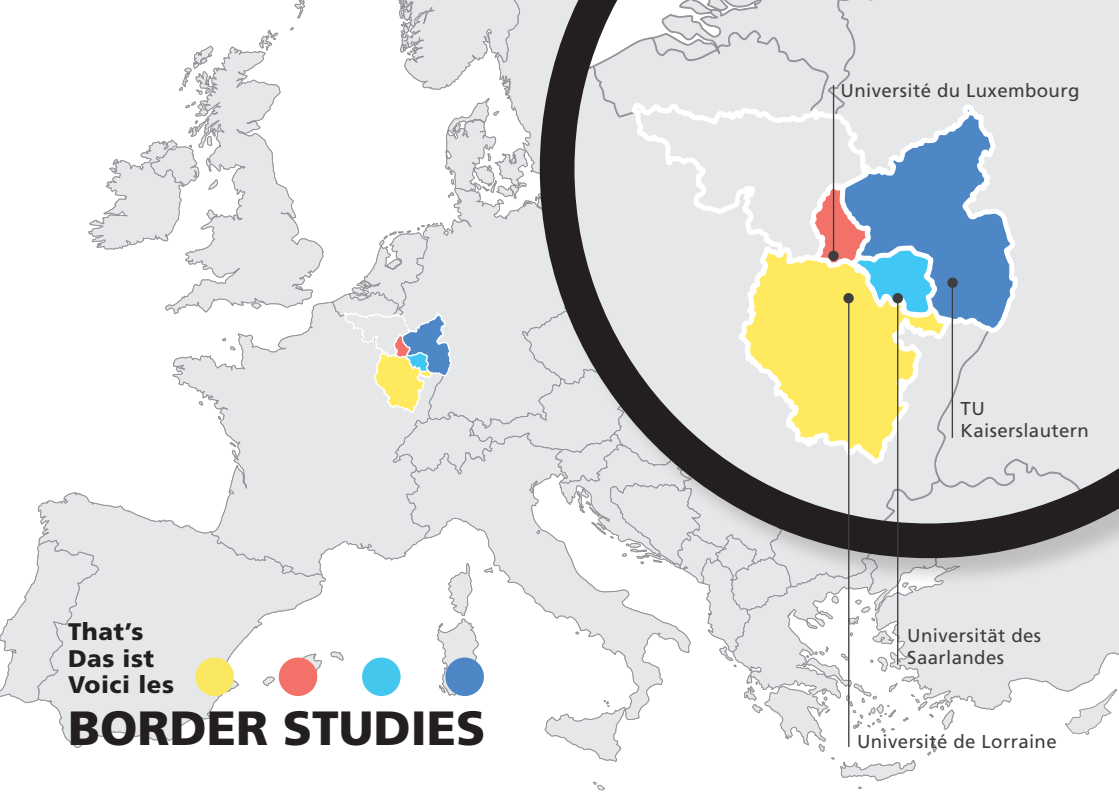 Université du Luxembourg
TU
Kaiserslautern
Universität des
Saarlandes
Université de Lorraine
That's
Das ist
Voici les
BORDER STUDIES